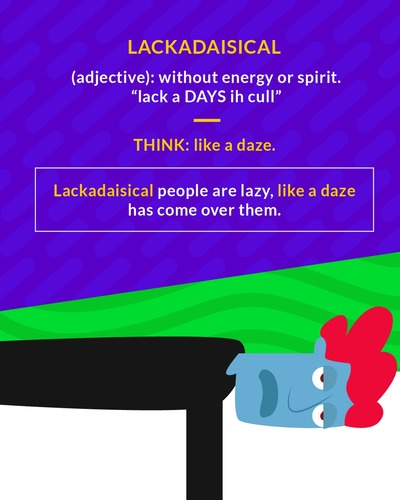 LACKADAISICAL
(adjective): without energy or spirit.
“lack a DAYS ih cull”
THINK: like a daze.
Lackadaisical people are lazy, like a daze
has come over them.